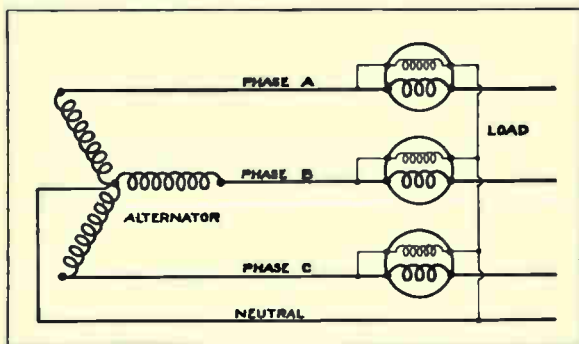 PHASE A
LOAD
PHASE B
ALTERNATOR
PHASE C
NEUTRAL